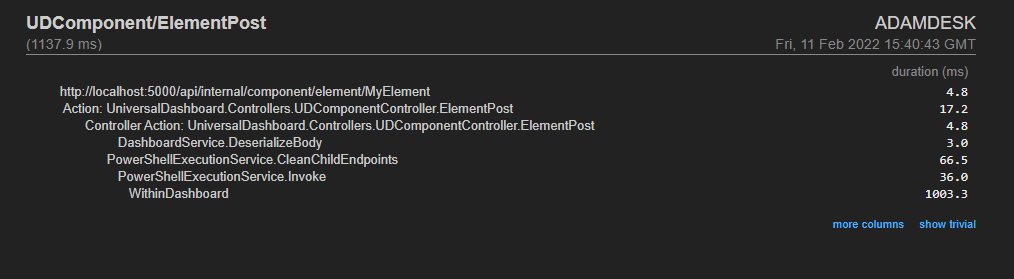 UDComponent/ElementPost ADAMDESK
(1137.9 ms) Fri, 11 Feb 2022 15:40:43 GMT
duration (ms)
http://localhost:5000/api/internal/component/element/MyElement 4.8
Action: UniversalDashboard.Controllers.UDComponentController.ElementPost 17.2
Controller Action: UniversalDashboard.Controllers.UDComponentController.ElementPost 4.8
DashboardService.DeserializeBody 3.0
PowerShellExecutionService.CleanChildEndpoints 66.5
PowerShellExecutionService.Invoke 36.0
WithinDashboard 1003.3
more columns show trivial